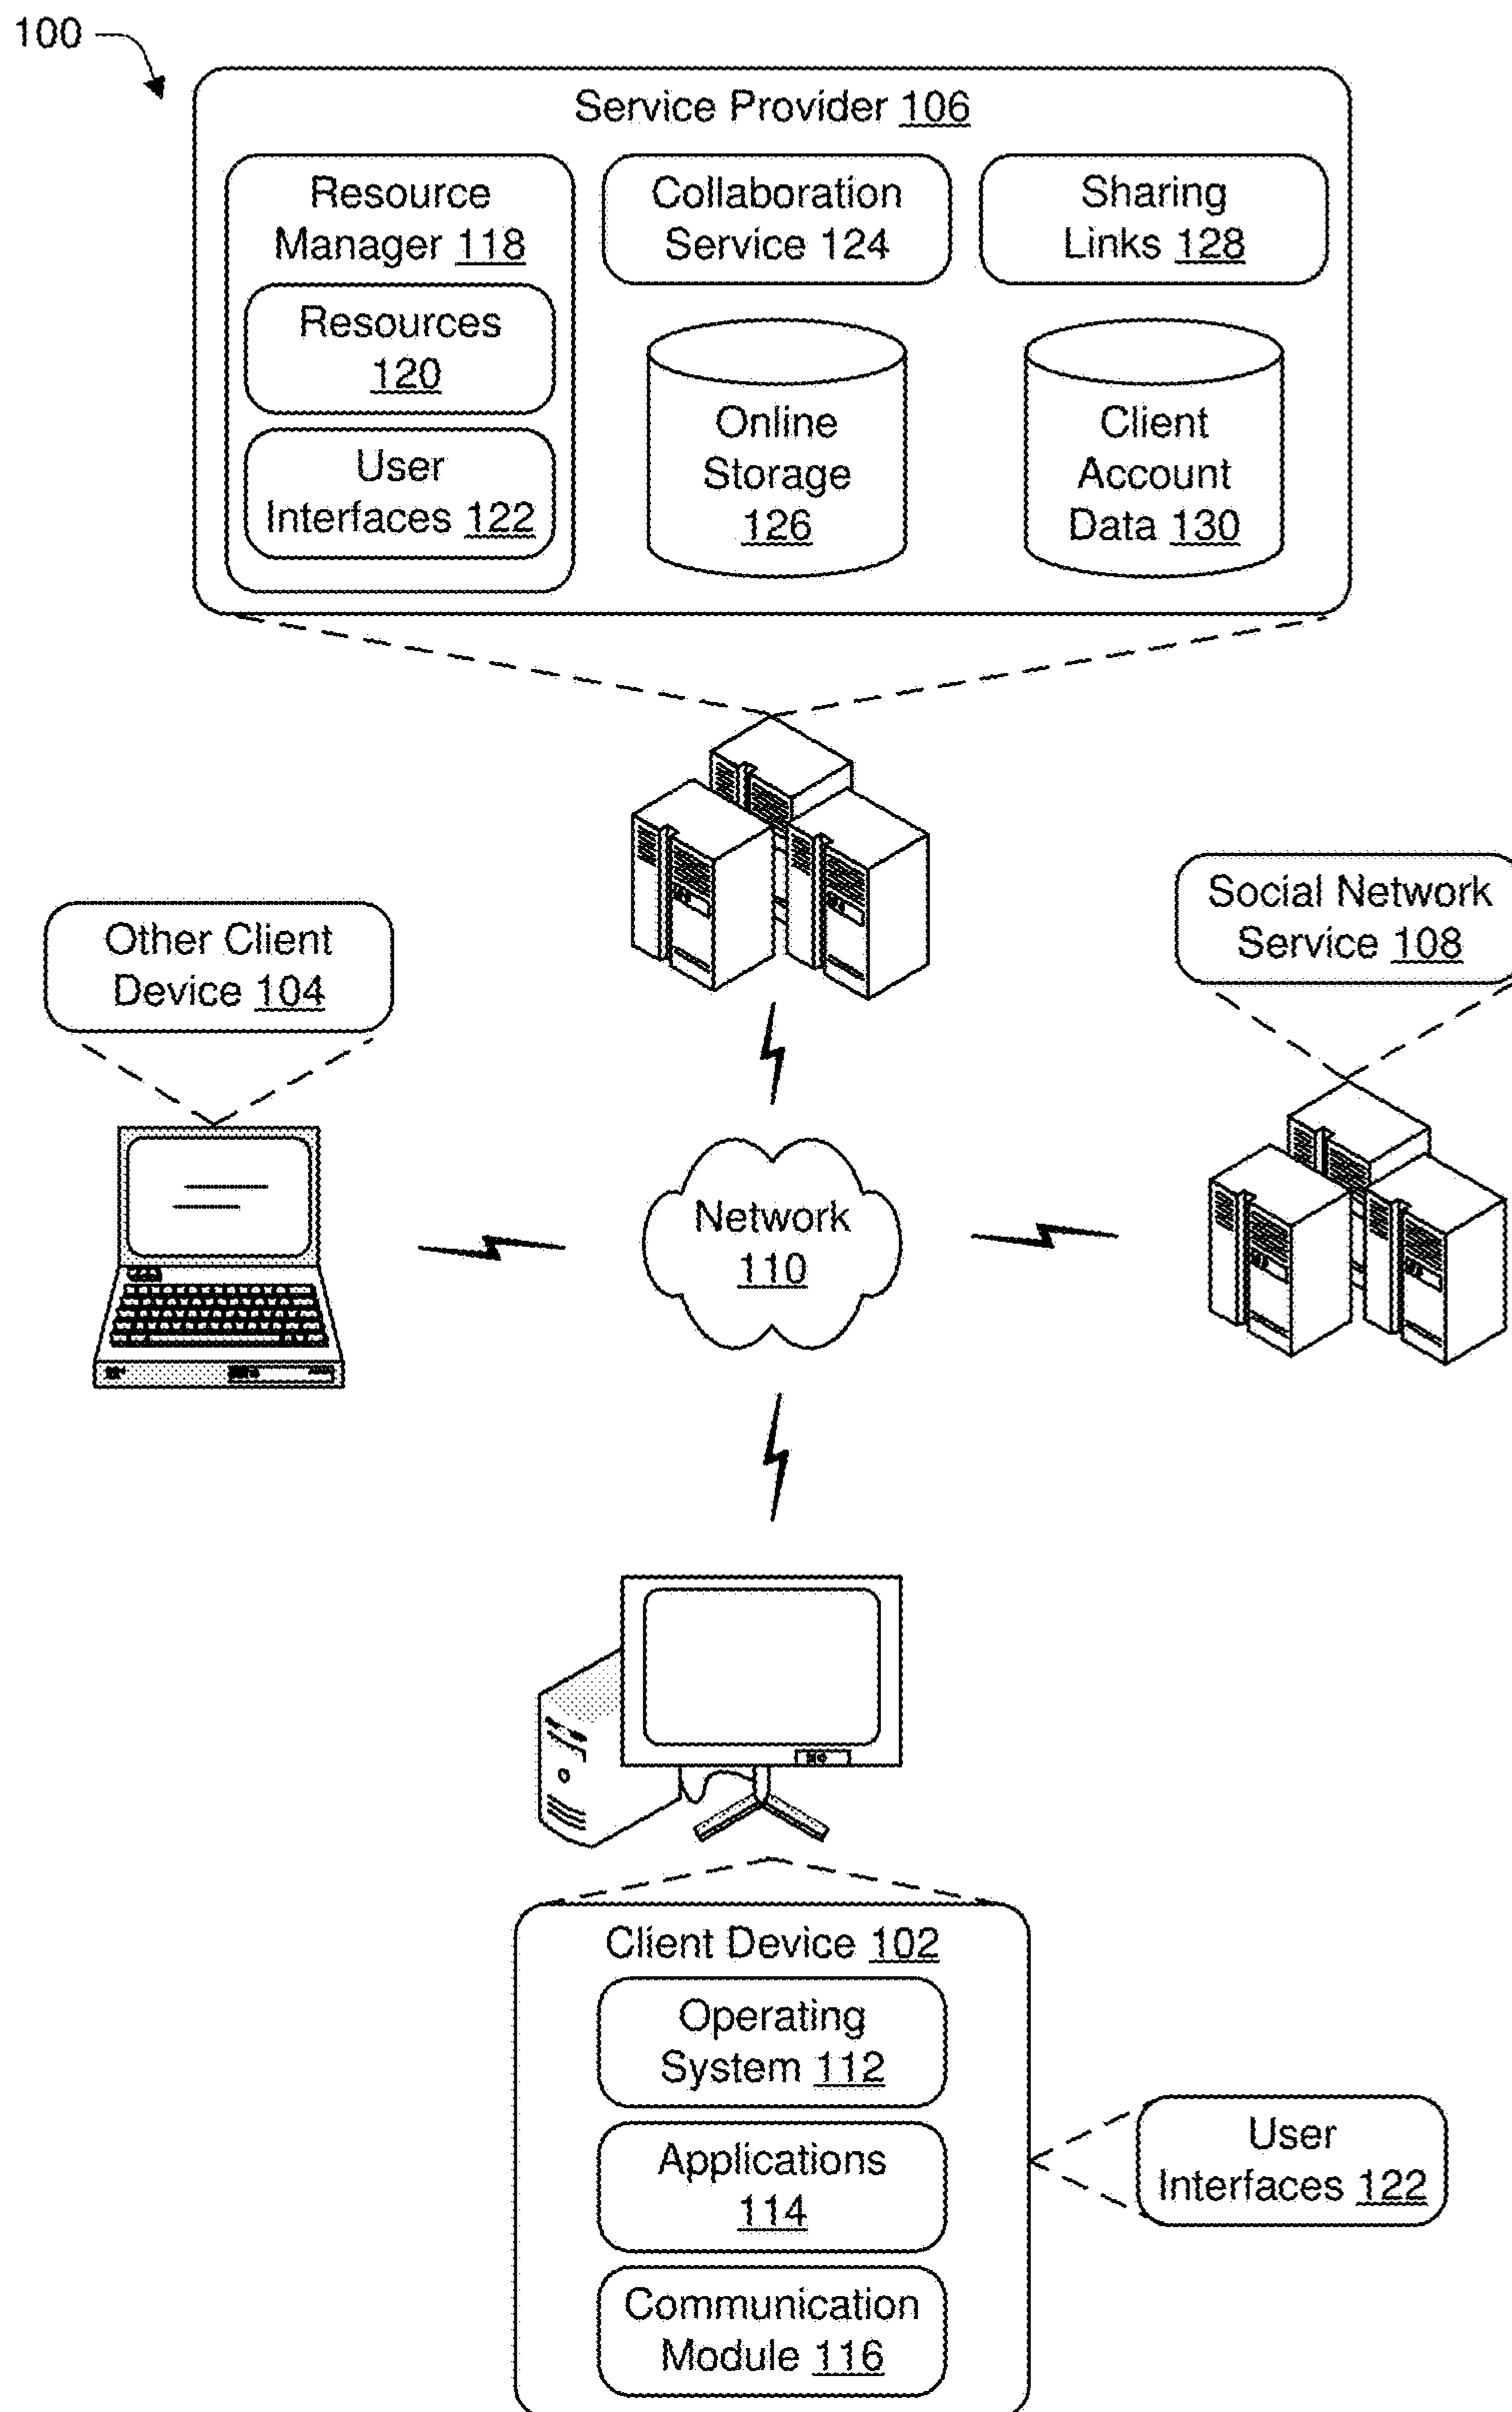 100
Service Provider 106
Resource
Manager 118
Resources
120
User
Interfaces 122
Collaboration
Service 124
Online
Storage
126
Sharing
Links 128
Client
Account
Data 130
Other Client
Device 104
Social Network
Service 108
Network
110
Client Device 102
Operating
System 112
Applications
114
Communication
Module 116
User
Interfaces 122